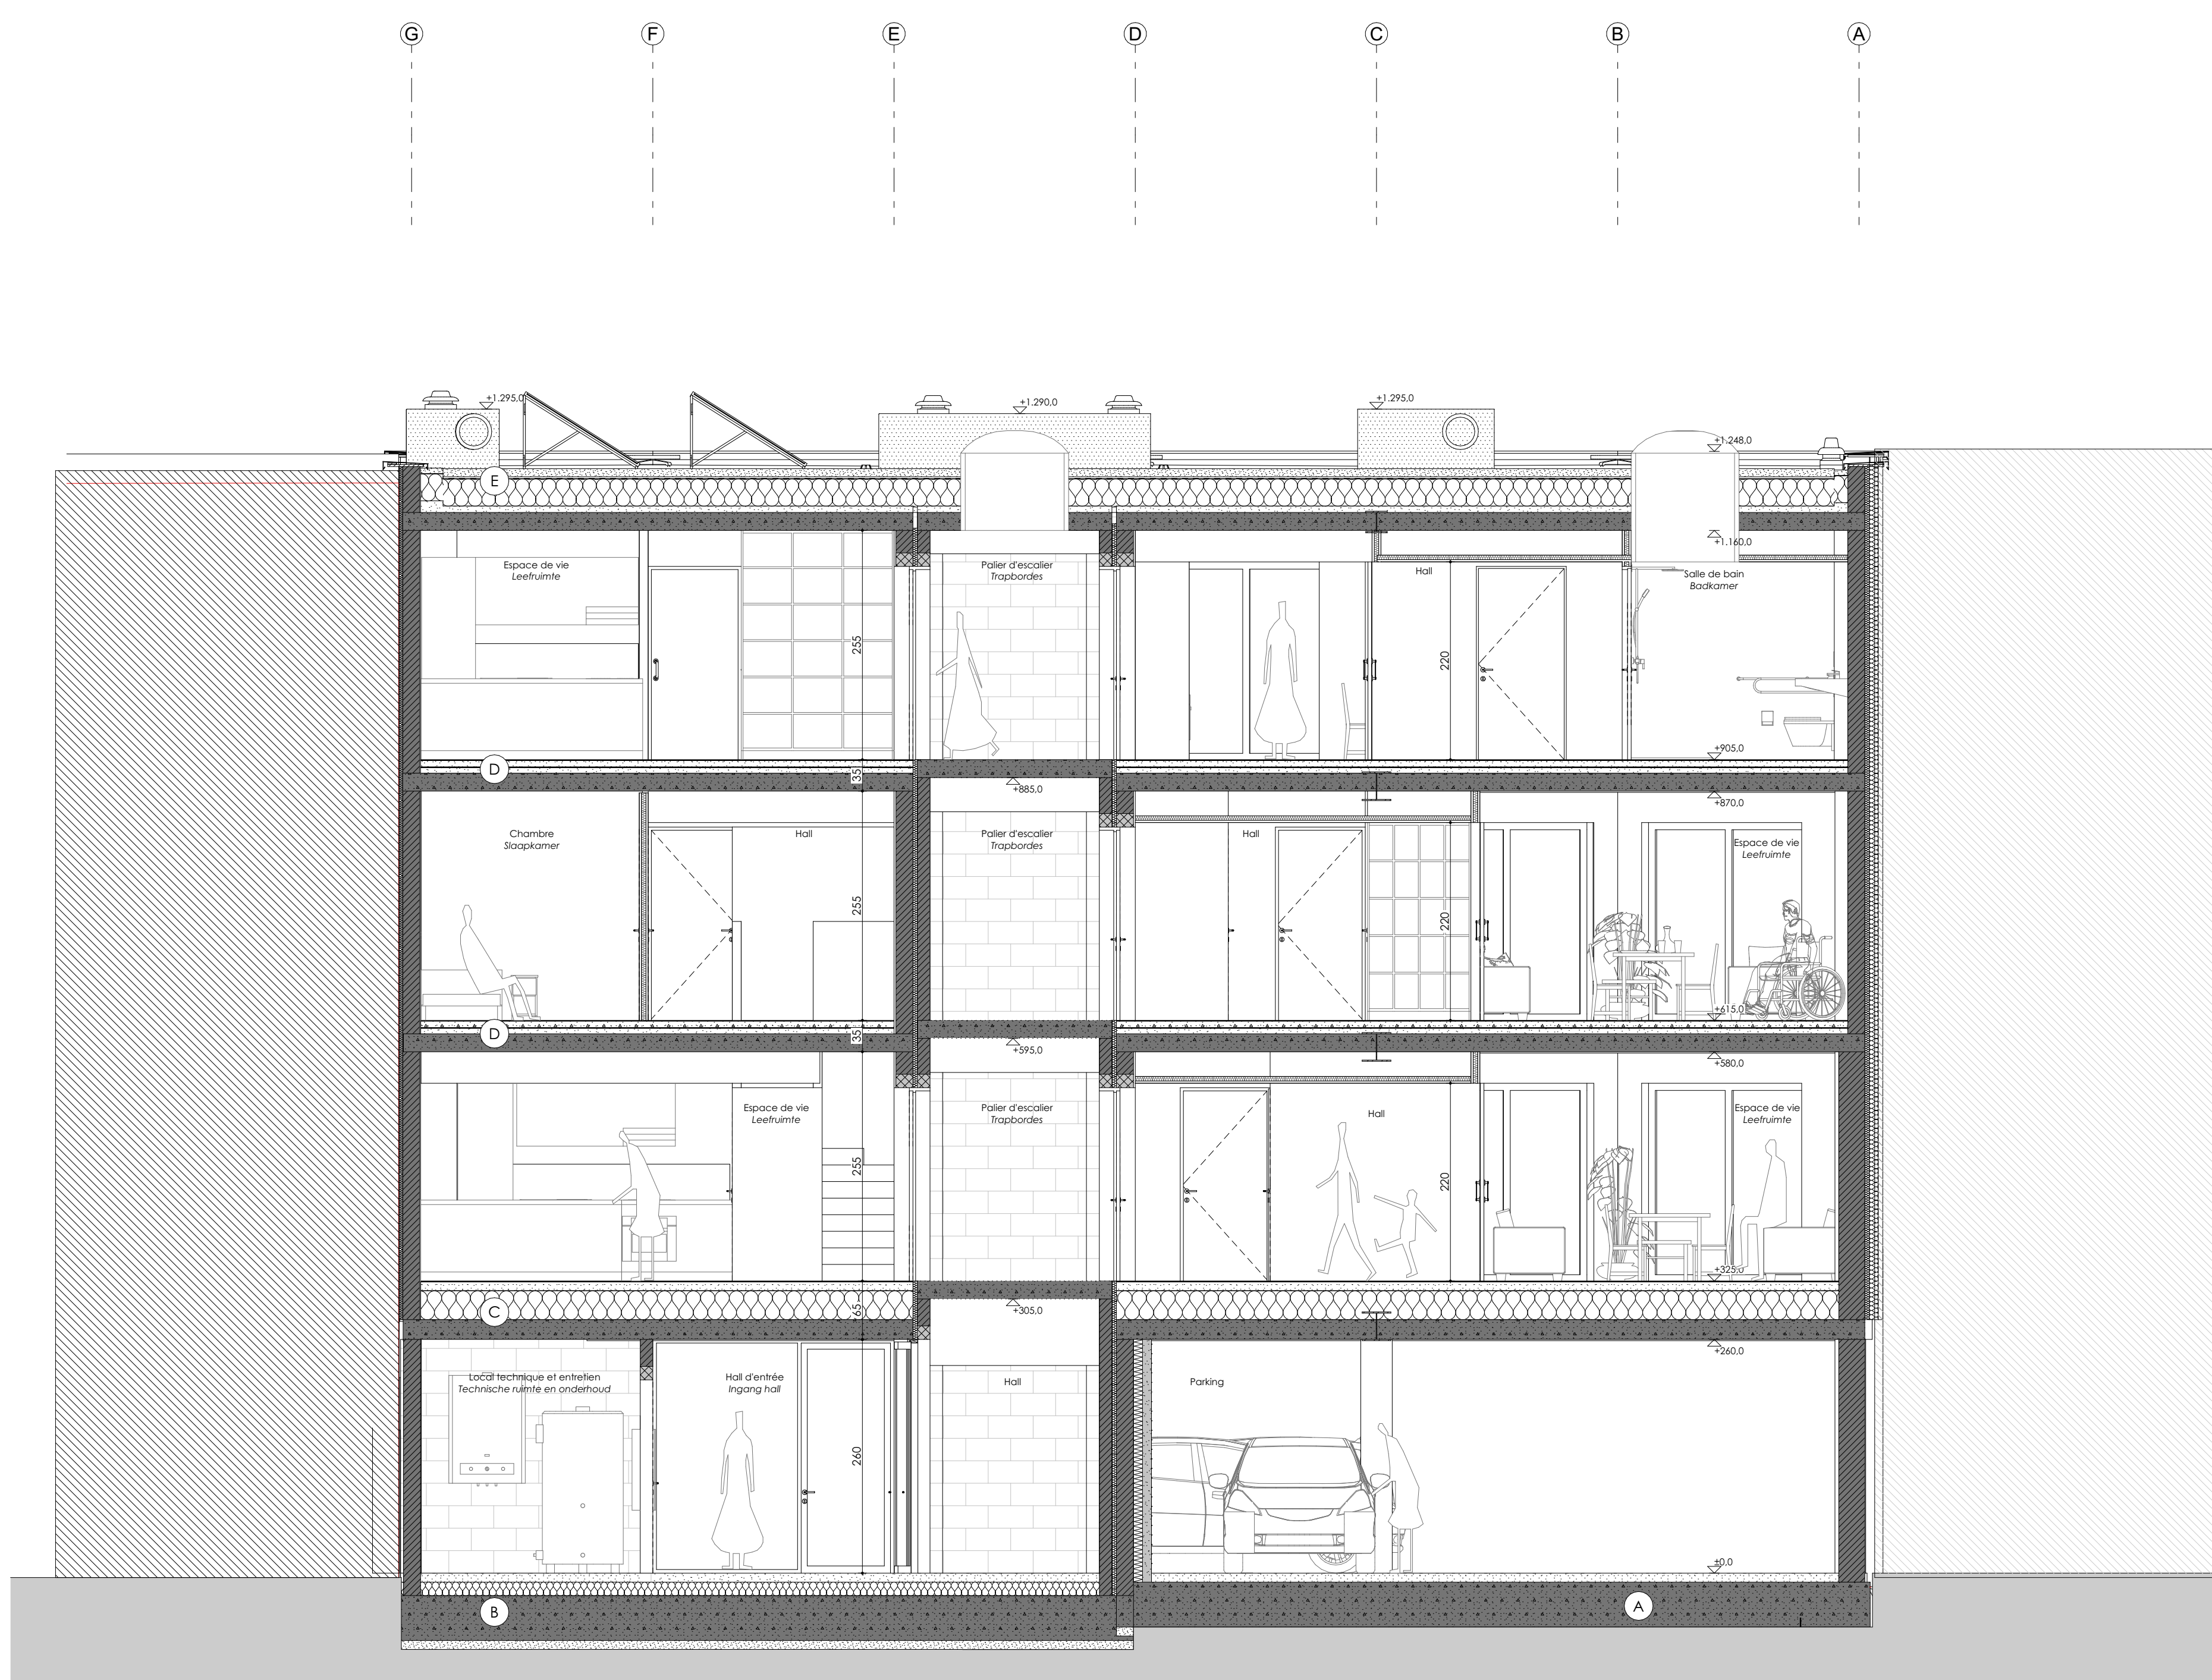 G
F
E
D
C
B
A
+1.295,0
+1.290,0
+1.295,0
+1.248,0
E
+1.160,0
Espace de vie
Leefruimte
Palier d'escalier
Trapbordes
Hall
Salle de bain
Badkamer
255
220
+905,0
D
35
+885,0
+870,0
Chambre
Slaapkamer
Hall
Palier d'escalier
Trapbordes
Hall
Espace de vie
Leefruimte
255
220
+615,0
D
35
+595,0
+580,0
Espace de vie
Leefruimte
Palier d'escalier
Trapbordes
Hall
Espace de vie
Leefruimte
255
220
+325,0
C
65
+305,0
+260,0
Local technique et entretien
Technische ruimte en onderhoud
Hall d'entrée
Ingang hall
Hall
Parking
260
±0,0
B
A